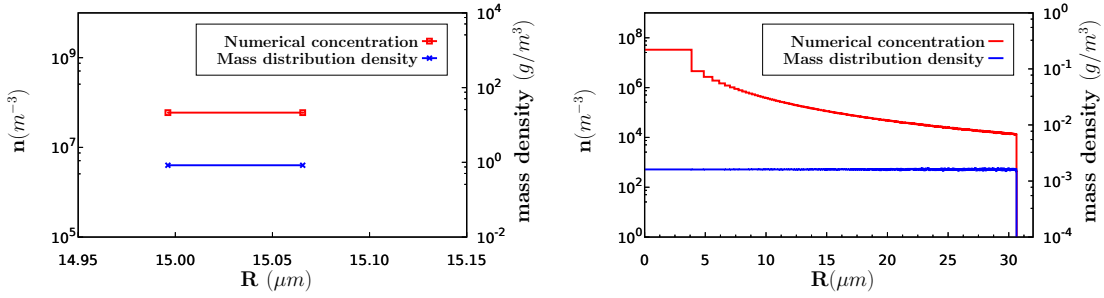 Numerical concentration
Mass distribution density
n(m⁻³)
10⁹
10⁷
10⁵
10⁴
10²
10⁰
10⁻²
mass density (g/m³)
14.95 15.00 15.05 15.10 15.15
R (μm)
Numerical concentration
Mass distribution density
n(m⁻³)
10⁸
10⁶
10⁴
10²
10⁰
10⁰
10⁻¹
10⁻²
10⁻³
10⁻⁴
mass density (g/m³)
0 5 10 15 20 25 30
R(μm)